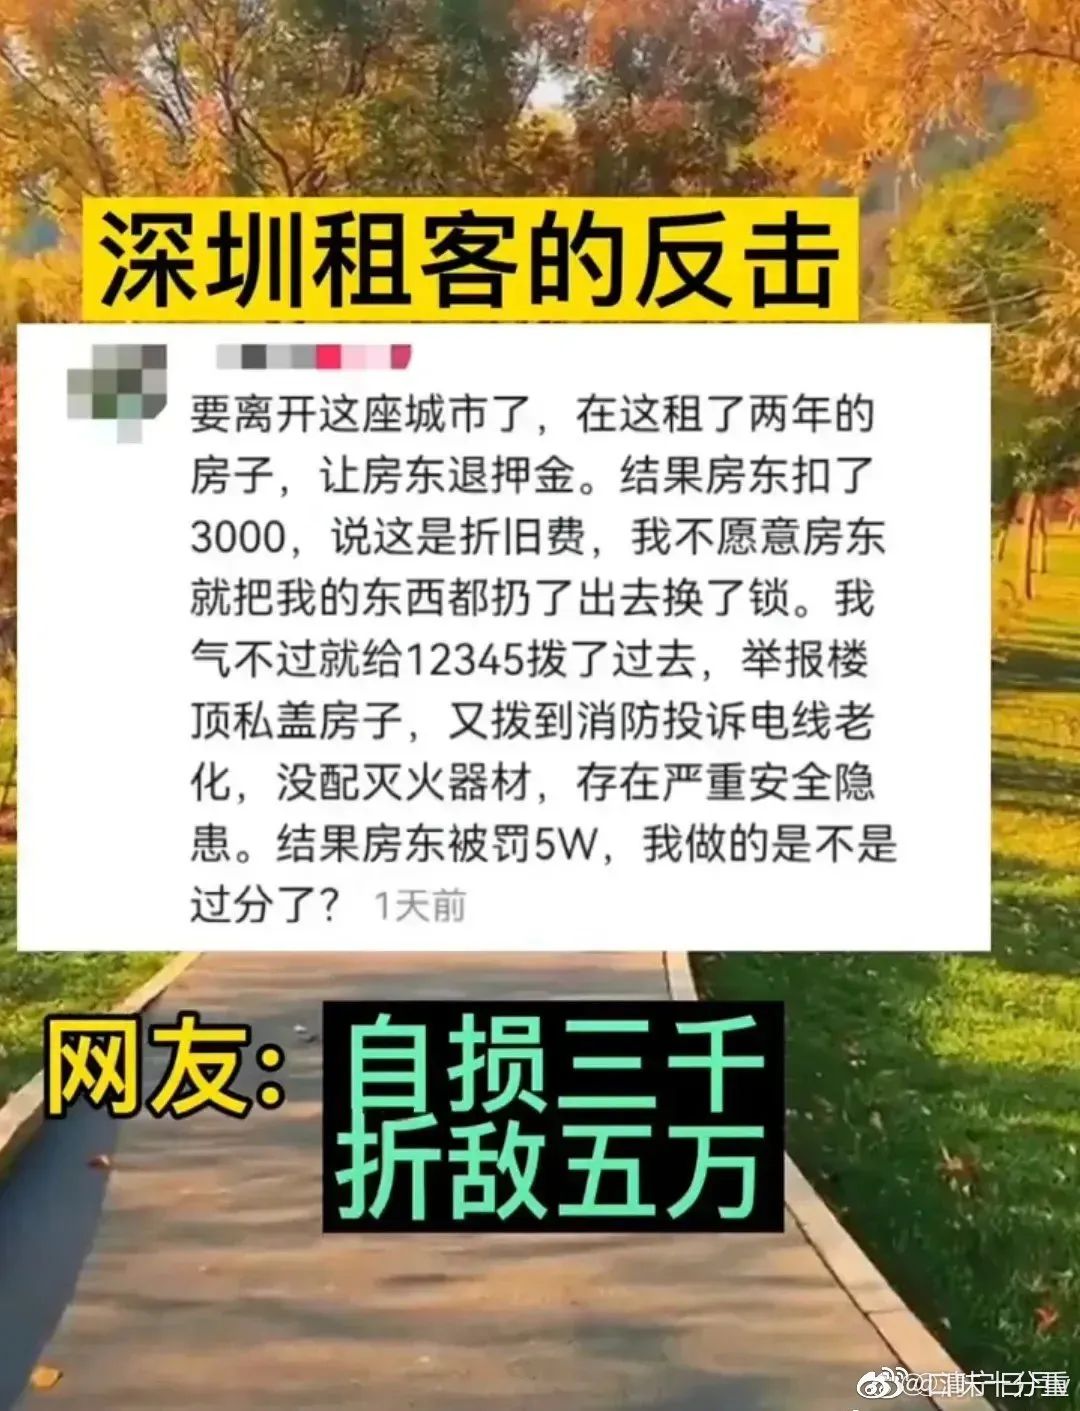 深圳租客的反击
要离开这座城市了，在这租了两年的
房子，让房东退押金。结果房东扣了
3000，说这是折旧费，我不愿意房东
就把我的东西都扔了出去换了锁。我
气不过就给12345拨了过去，举报楼
顶私盖房子，又拨到消防投诉电线老
化，没配灭火器材，存在严重安全隐
患。结果房东被罚5W，我做的是不是
过分了？ 1天前
网友：
自损三千
折敌五万